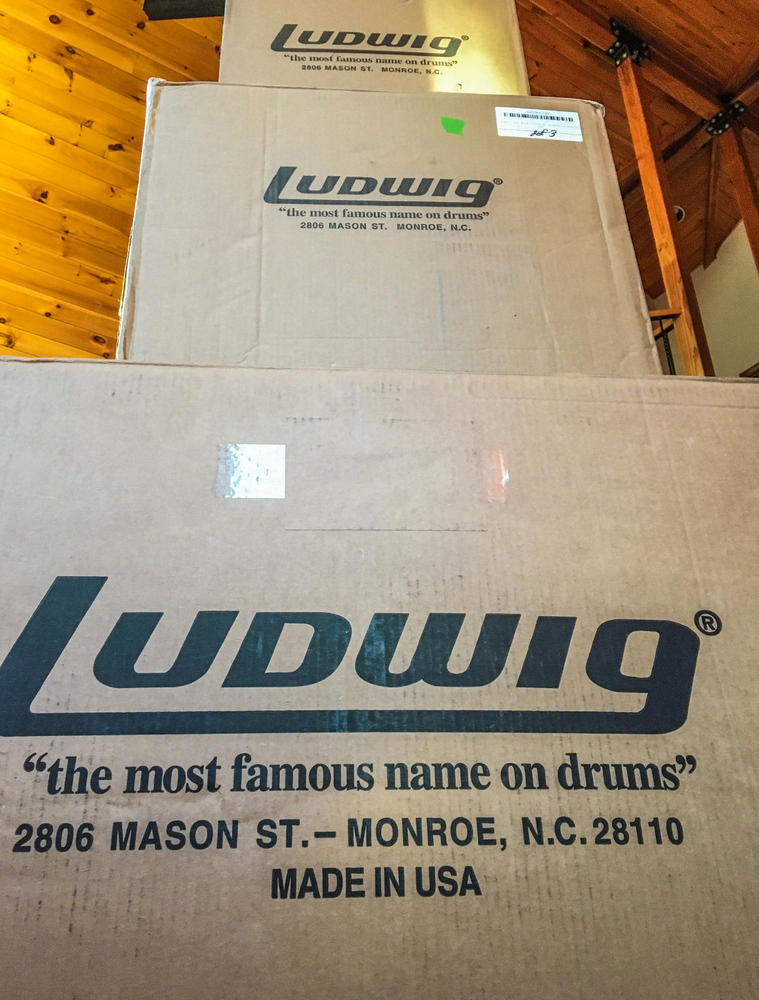 LUDWIG®
"the most famous name on drums"
2806 MASON ST. MONROE, N.C.
LUDWIG®
"the most famous name on drums"
2806 MASON ST. MONROE, N.C.
LUDWIG®
“the most famous name on drums”
2806 MASON ST.– MONROE, N.C. 28110
MADE IN USA